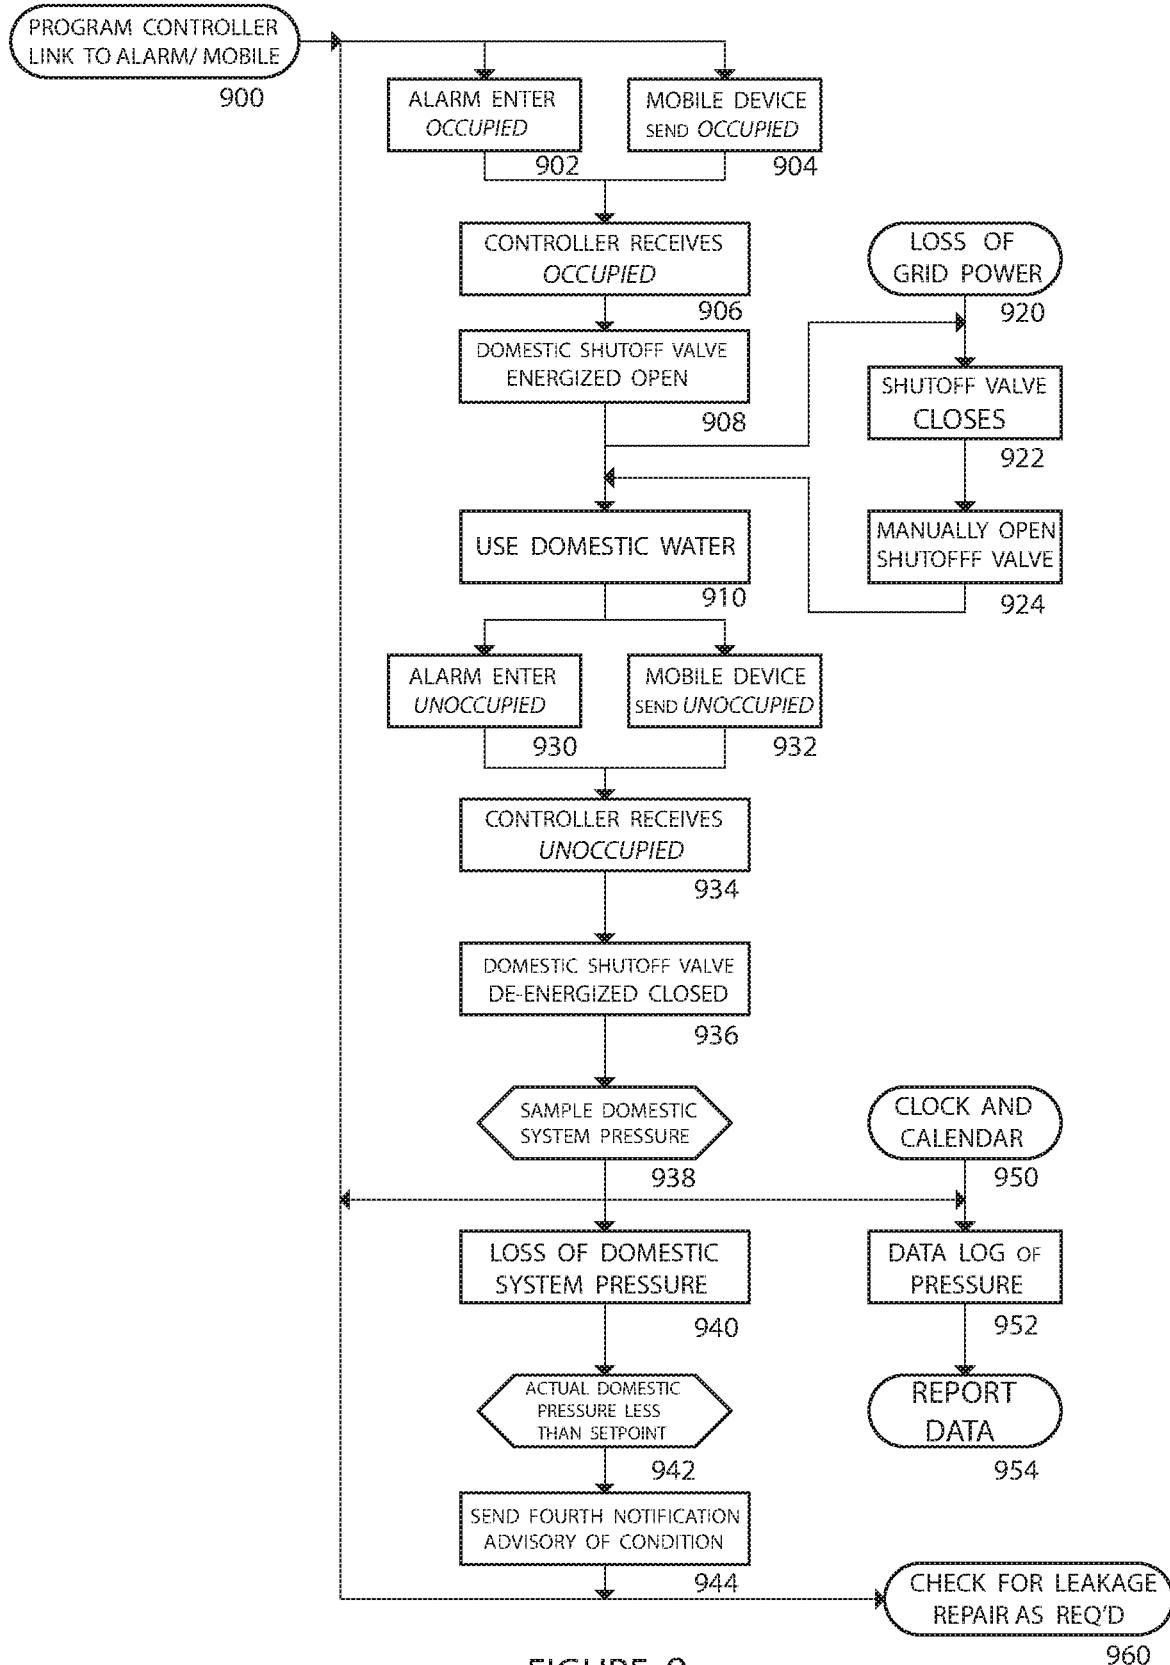 PROGRAM CONTROLLER
LINK TO ALARM/ MOBILE
900
ALARM ENTER
OCCUPIED
902
MOBILE DEVICE
SEND OCCUPIED
904
CONTROLLER RECEIVES
OCCUPIED
906
LOSS OF
GRID POWER
920
DOMESTIC SHUTOFF VALVE
ENERGIZED OPEN
908
SHUTOFF VALVE
CLOSES
922
USE DOMESTIC WATER
910
MANUALLY OPEN
SHUTOFFF VALVE
924
ALARM ENTER
UNOCCUPIED
930
MOBILE DEVICE
SEND UNOCCUPIED
932
CONTROLLER RECEIVES
UNOCCUPIED
934
DOMESTIC SHUTOFF VALVE
DE-ENERGIZED CLOSED
936
SAMPLE DOMESTIC
SYSTEM PRESSURE
938
CLOCK AND
CALENDAR
950
LOSS OF DOMESTIC
SYSTEM PRESSURE
940
DATA LOG OF
PRESSURE
952
ACTUAL DOMESTIC
PRESSURE LESS
THAN SETPOINT
942
REPORT
DATA
954
SEND FOURTH NOTIFICATION
ADVISORY OF CONDITION
944
CHECK FOR LEAKAGE
REPAIR AS REQ'D
960
FIGURE 9